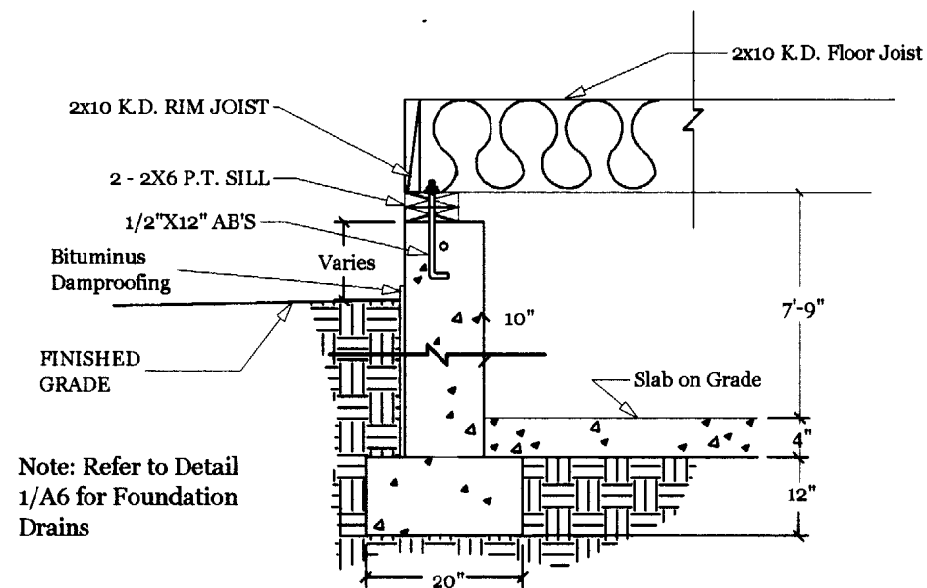 2x10 K.D. Floor Joist
2x10 K.D. RIM JOIST
2 - 2X6 P.T. SILL
1/2"X12" AB'S
Bituminus
Damproofing
Varies
10"
7'-9"
FINISHED
GRADE
Slab on Grade
4"
Note: Refer to Detail
1/A6 for Foundation
Drains
12"
20"